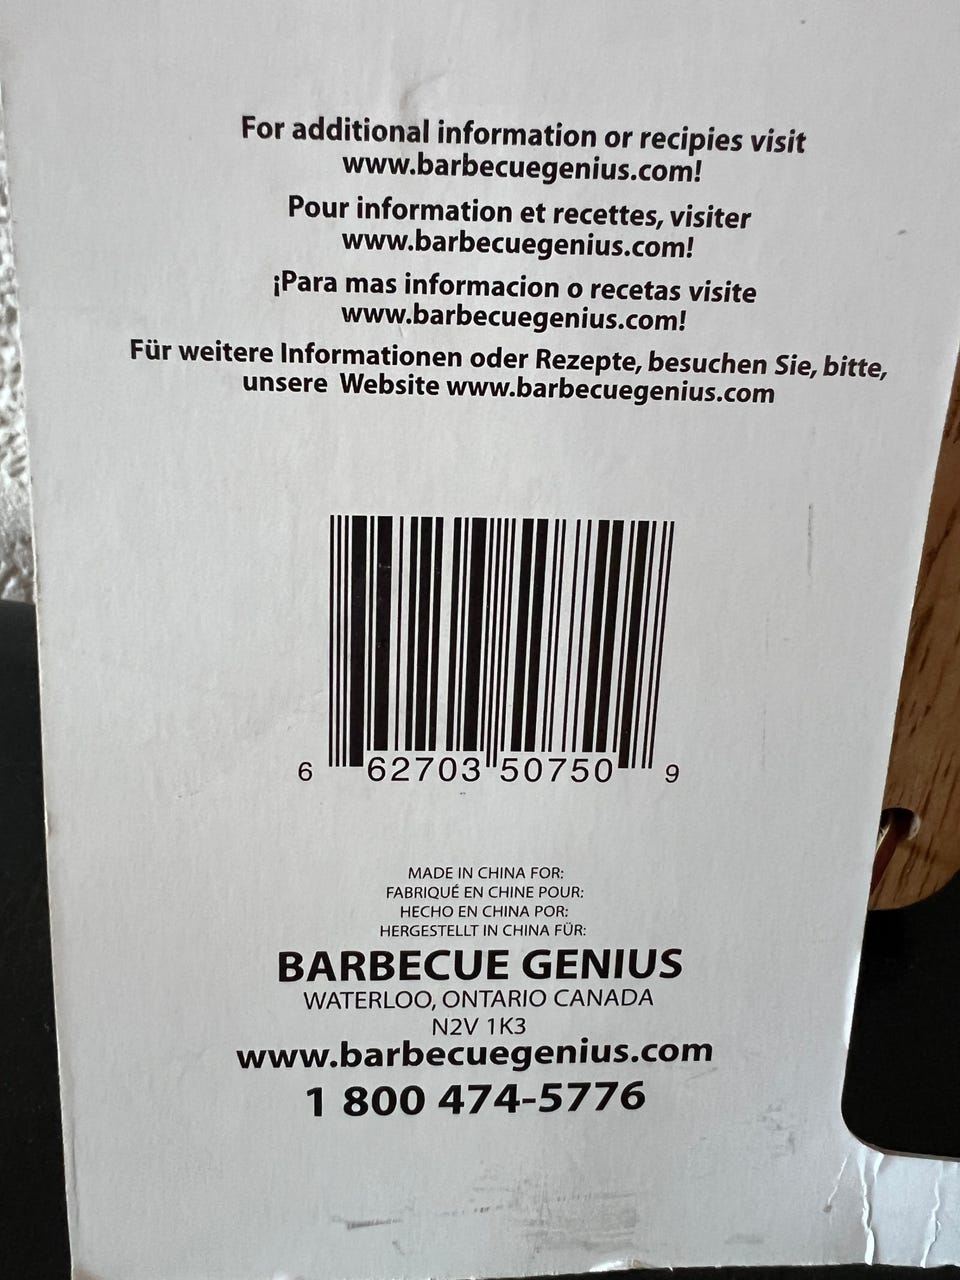 For additional information or recipies visit
www.barbecuegenius.com!
Pour information et recettes, visiter
www.barbecuegenius.com!
¡Para mas informacion o recetas visite
www.barbecuegenius.com!
Für weitere Informationen oder Rezepte, besuchen Sie, bitte,
unsere Website www.barbecuegenius.com
6 62703 50750 9
MADE IN CHINA FOR:
FABRIQUÉ EN CHINE POUR:
HECHO EN CHINA POR:
HERGESTELLT IN CHINA FÜR:
BARBECUE GENIUS
WATERLOO, ONTARIO CANADA
N2V 1K3
www.barbecuegenius.com
1 800 474-5776